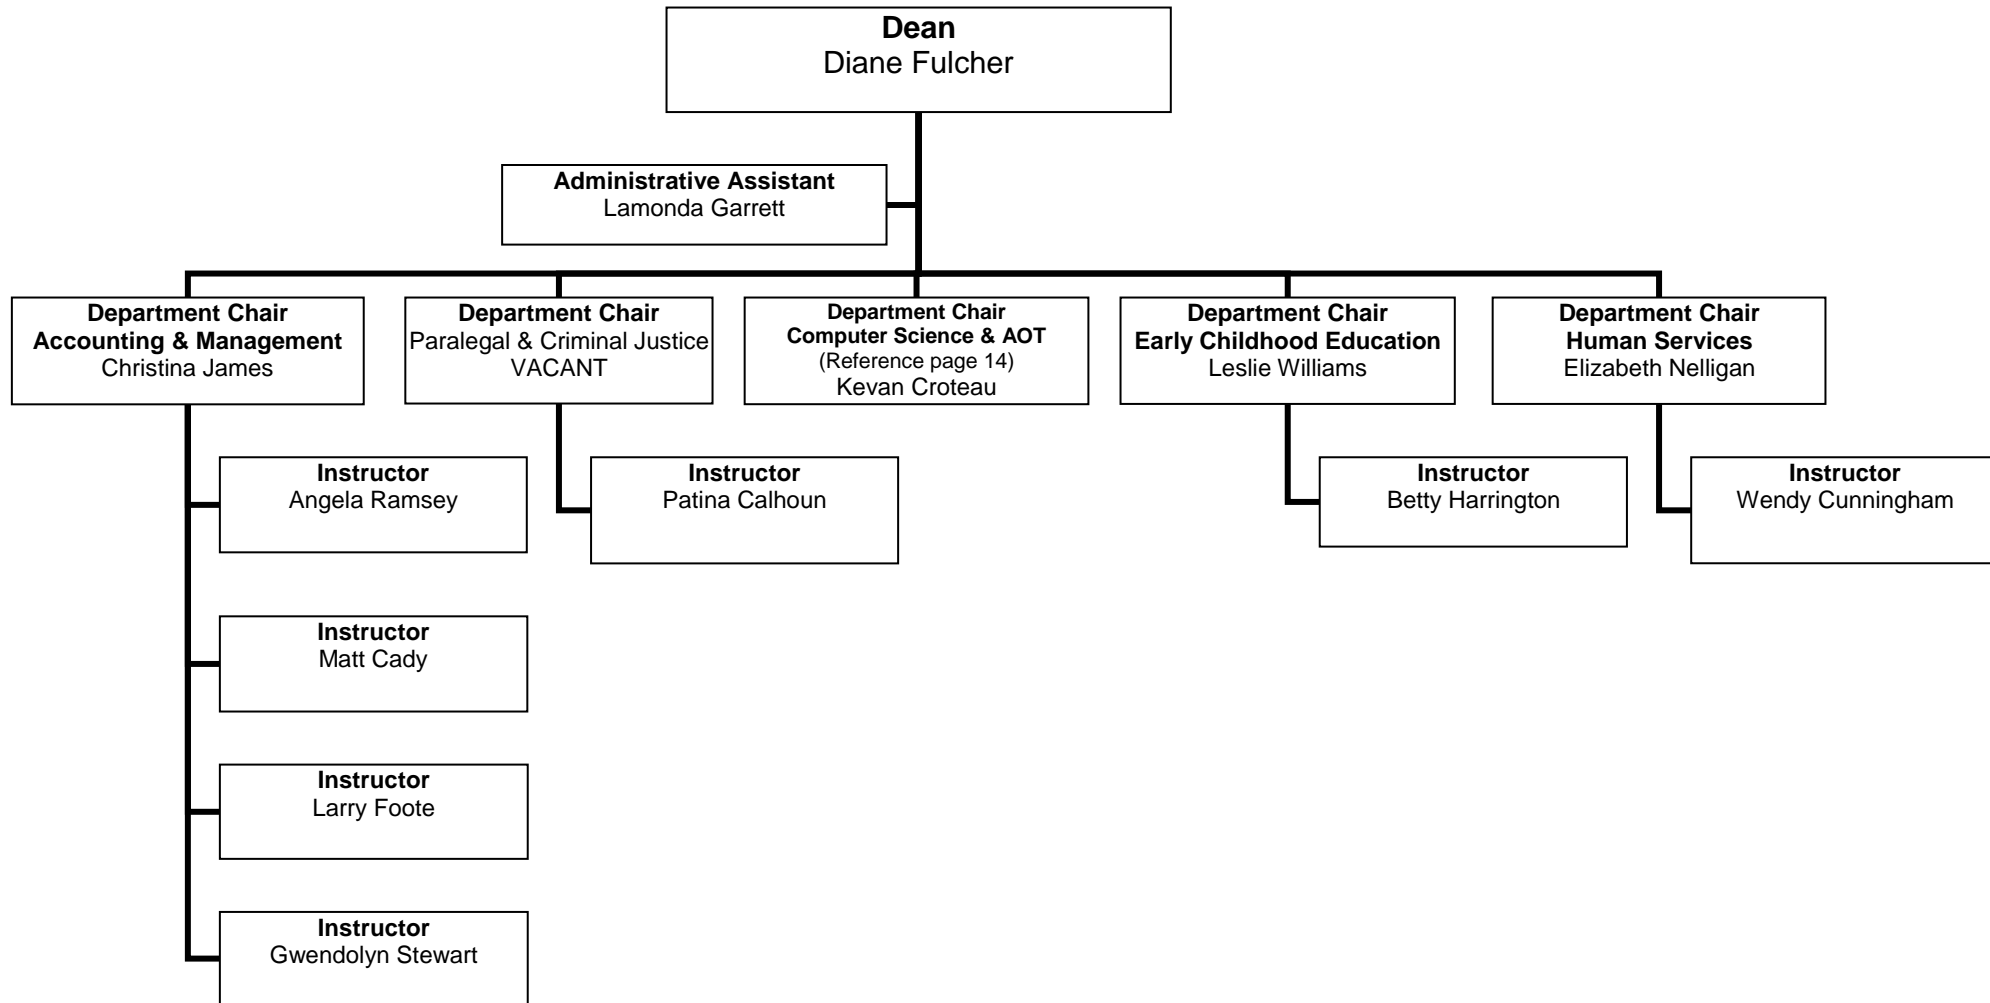 Dean
Diane Fulcher
Administrative Assistant
Lamonda Garrett
Department Chair
Accounting & Management
Christina James
Department Chair
Paralegal & Criminal Justice
VACANT
Department Chair
Computer Science & AOT
(Reference page 14)
Kevan Croteau
Department Chair
Early Childhood Education
Leslie Williams
Department Chair
Human Services
Elizabeth Nelligan
Instructor
Angela Ramsey
Instructor
Patina Calhoun
Instructor
Betty Harrington
Instructor
Wendy Cunningham
Instructor
Matt Cady
Instructor
Larry Foote
Instructor
Gwendolyn Stewart